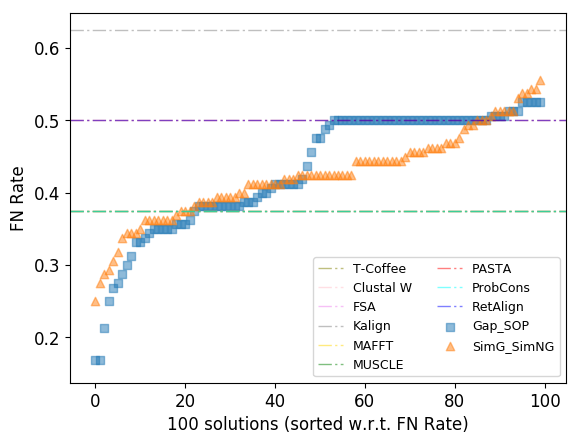 FN Rate
0.6
0.5
0.4
0.3
0.2
0 20 40 60 80 100
100 solutions (sorted w.r.t. FN Rate)
T-Coffee
Clustal W
FSA
Kalign
MAFFT
MUSCLE
PASTA
ProbCons
RetAlign
Gap_SOP
SimG_SimNG